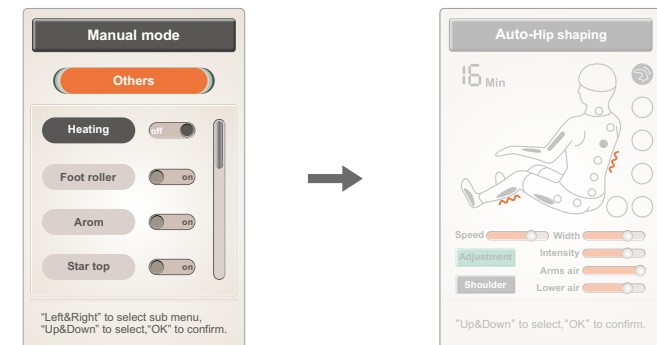 Manual mode
Others
Heating off
Foot roller on
Arom on
Star top on
“Left&Right” to select sub menu,
“Up&Down” to select,“OK” to confirm.
Auto-Hip shaping
16 Min
Speed Width
Adjustment Intensity
Arms air
Shoulder Lower air
"Up&Down" to select,"OK" to confirm.